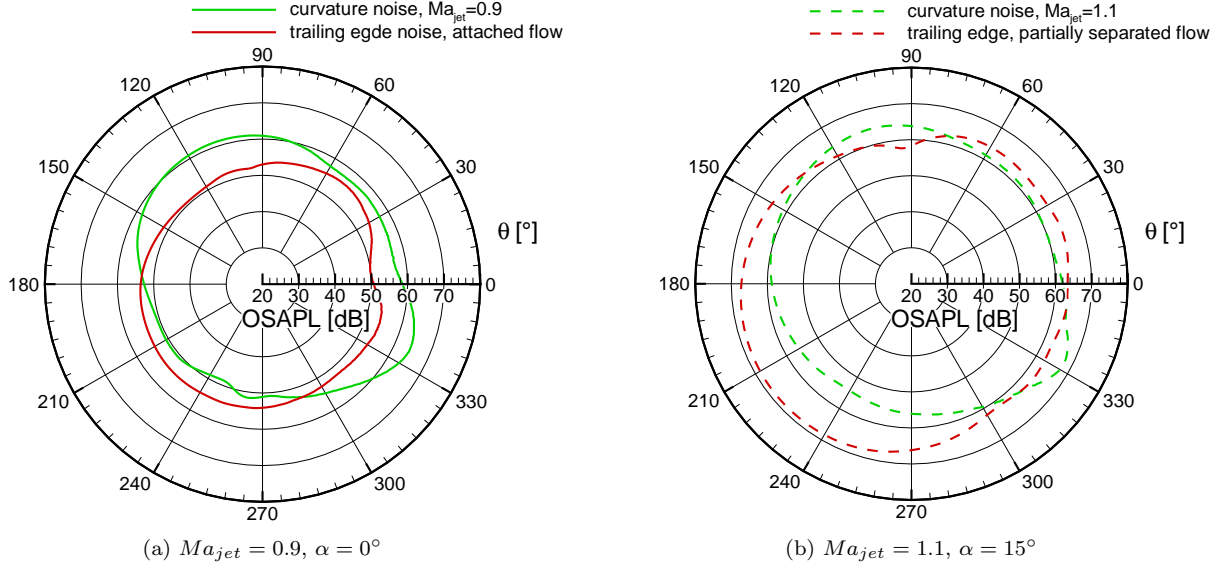 curvature noise, Ma_jet=0.9
trailing egde noise, attached flow
90
120
60
150
30
θ [°]
180
0
20 30 40 50 60 70
OSAPL [dB]
210
330
240
300
270
(a) Ma_jet = 0.9, α = 0°
curvature noise, Ma_jet=1.1
trailing edge, partially separated flow
90
120
60
150
30
θ [°]
180
0
20 30 40 50 60 70
OSAPL [dB]
210
330
240
300
270
(b) Ma_jet = 1.1, α = 15°